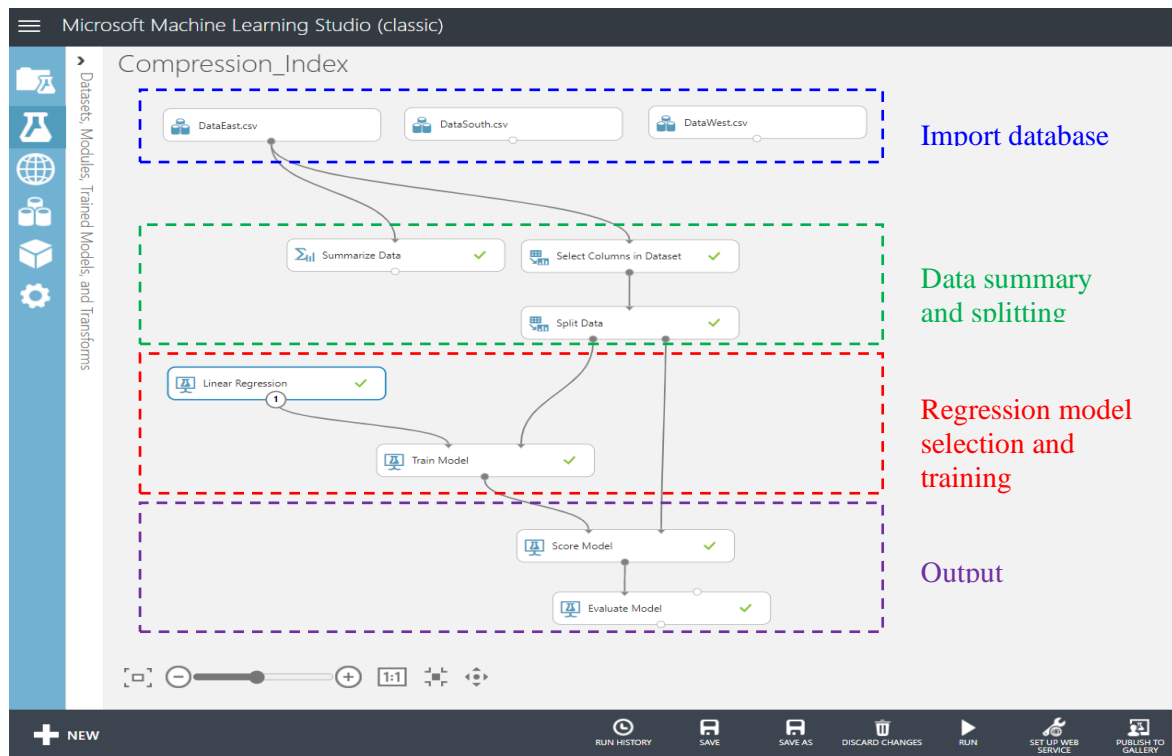 Microsoft Machine Learning Studio (classic)
Datasets, Modules, Trained Models, and Transforms
Compression_Index
DataEast.csv
DataSouth.csv
DataWest.csv
Import database
Summarize Data
Select Columns in Dataset
Split Data
Data summary
and splitting
Linear Regression
1
Train Model
Regression model
selection and
training
Score Model
Evaluate Model
Output
1:1
NEW
RUN HISTORY
SAVE
SAVE AS
DISCARD CHANGES
RUN
SET UP WEB
SERVICE
PUBLISH TO
GALLERY